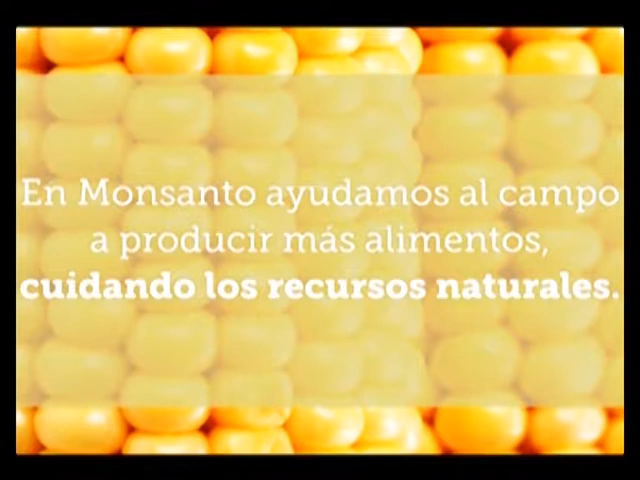 En Monsanto ayudamos al campo
a producir más alimentos,
cuidando los recursos naturales.